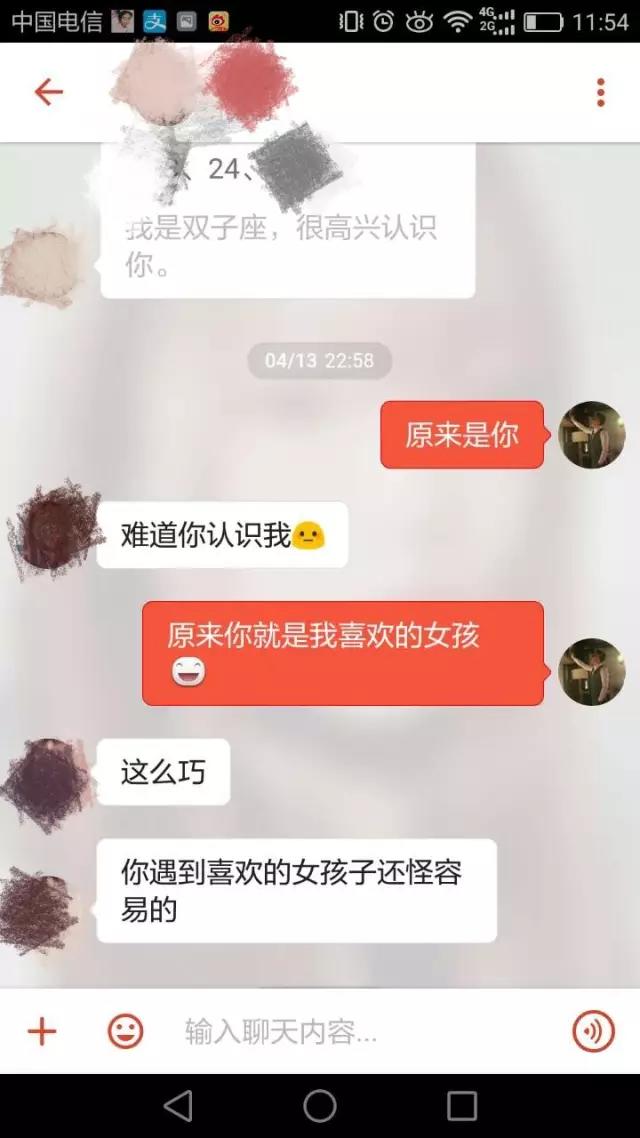 中国电信
4G
2G
11:54
、24、
我是双子座，很高兴认识
你。
04/13 22:58
原来是你
难道你认识我
原来你就是我喜欢的女孩
这么巧
你遇到喜欢的女孩子还怪容
易的
输入聊天内容...